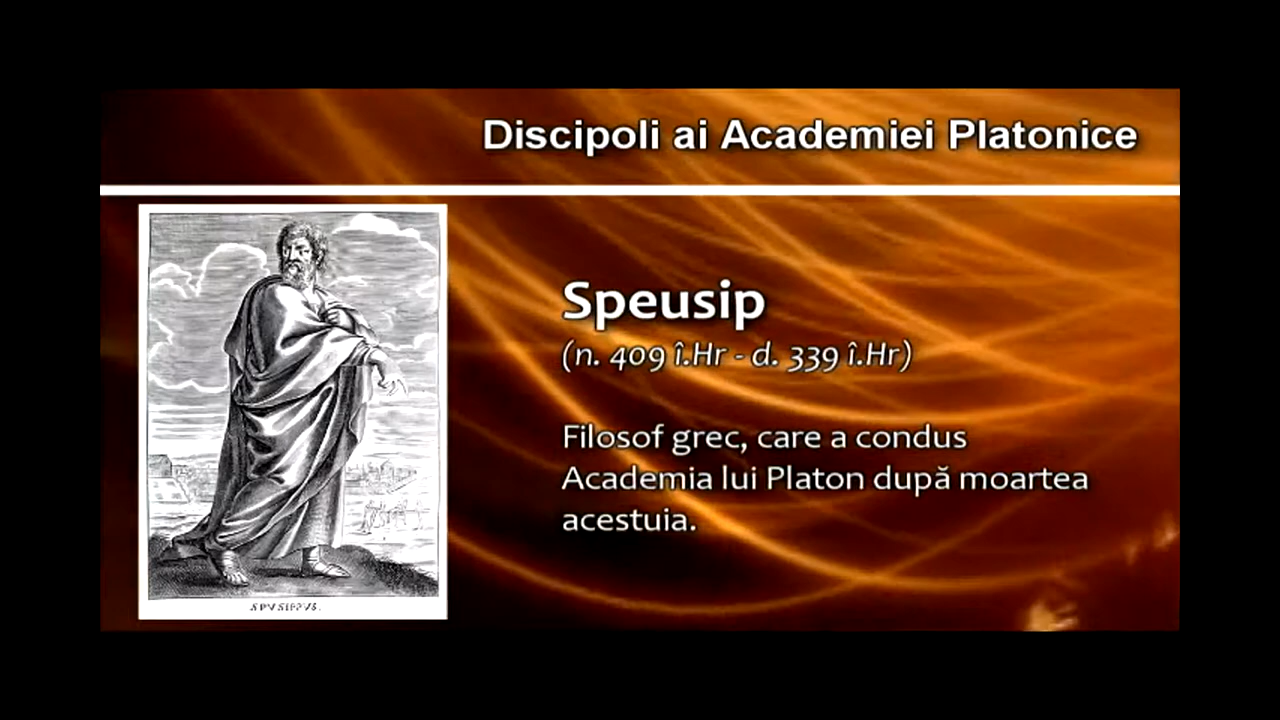 Discipoli ai Academiei Platonice
Speusip
(n. 409 î.Hr - d. 339 î.Hr)
Filosof grec, care a condus
Academia lui Platon după moartea
acestuia.
SPVSIPPVS.